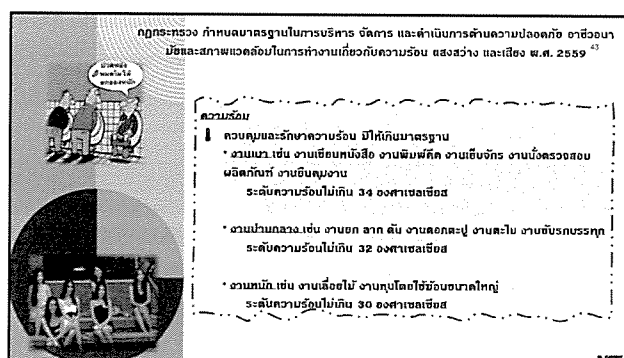 กฎกระทรวง กำหนดมาตรฐานในการบริหาร จัดการ และดำเนินการด้านความปลอดภัย อาชีวอนา
มัยและสภาพแวดล้อมในการทำงานเกี่ยวกับความร้อน แสงสว่าง และเสียง พ.ศ. 2559 43
ความร้อน
ควบคุมและรักษาความร้อน มิให้เกินมาตรฐาน
* งานเบา เช่น งานเขียนหนังสือ งานพิมพ์ดีด งานเย็บจักร งานนั่งตรวจสอบ
ผลิตภัณฑ์ งานยืนคุมงาน
ระดับความร้อนไม่เกิน 34 องศาเซลเซียส
* งานปานกลาง เช่น งานยก ลาก ดัน งานตอกตะปู งานตะไบ งานขับรถบรรทุก
ระดับความร้อนไม่เกิน 32 องศาเซลเซียส
* งานหนัก เช่น งานเลื่อยไม้ งานทุบโดยใช้ฆ้อนขนาดใหญ่
ระดับความร้อนไม่เกิน 30 องศาเซลเซียส